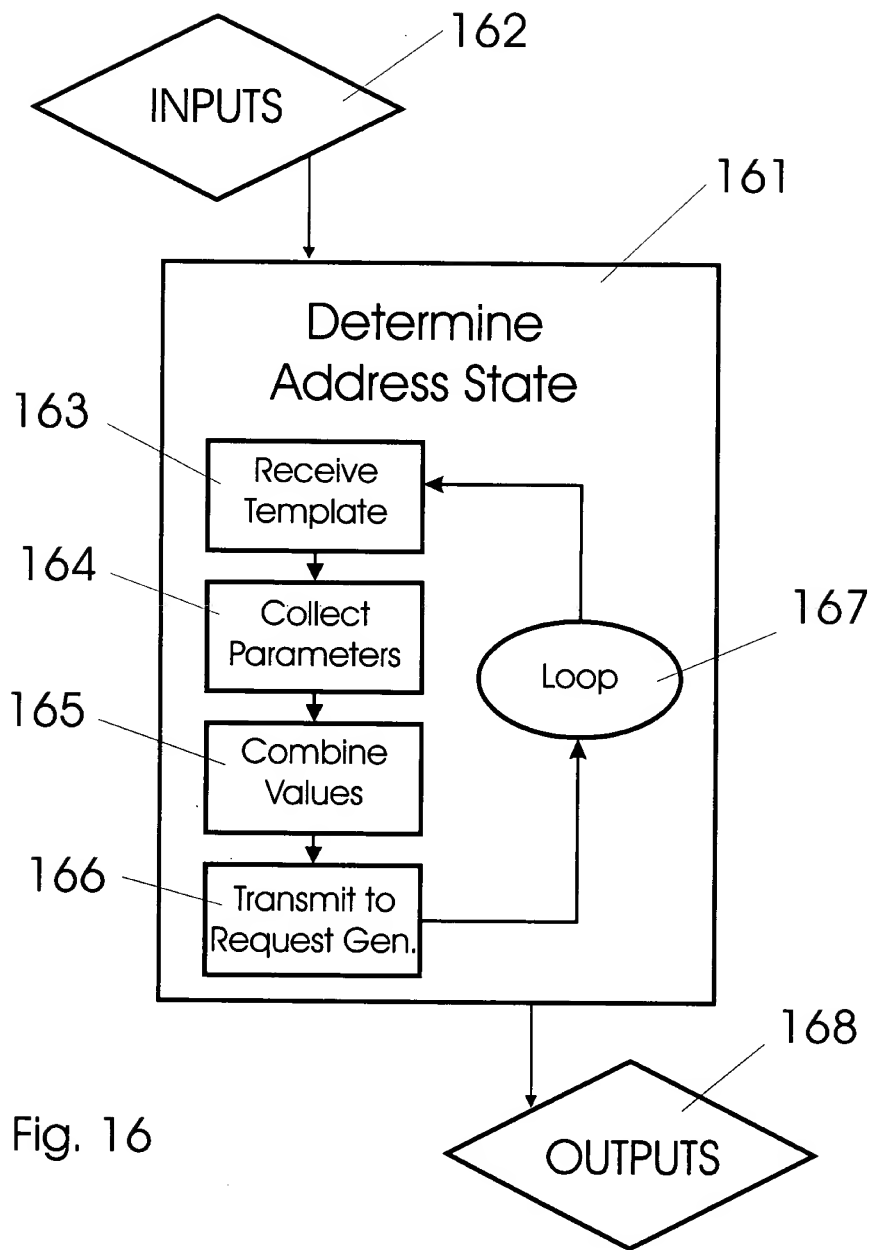 162
INPUTS
161
Determine
Address State
163
Receive
Template
164
Collect
Parameters
167
Loop
165
Combine
Values
166
Transmit to
Request Gen.
168
OUTPUTS
Fig. 16